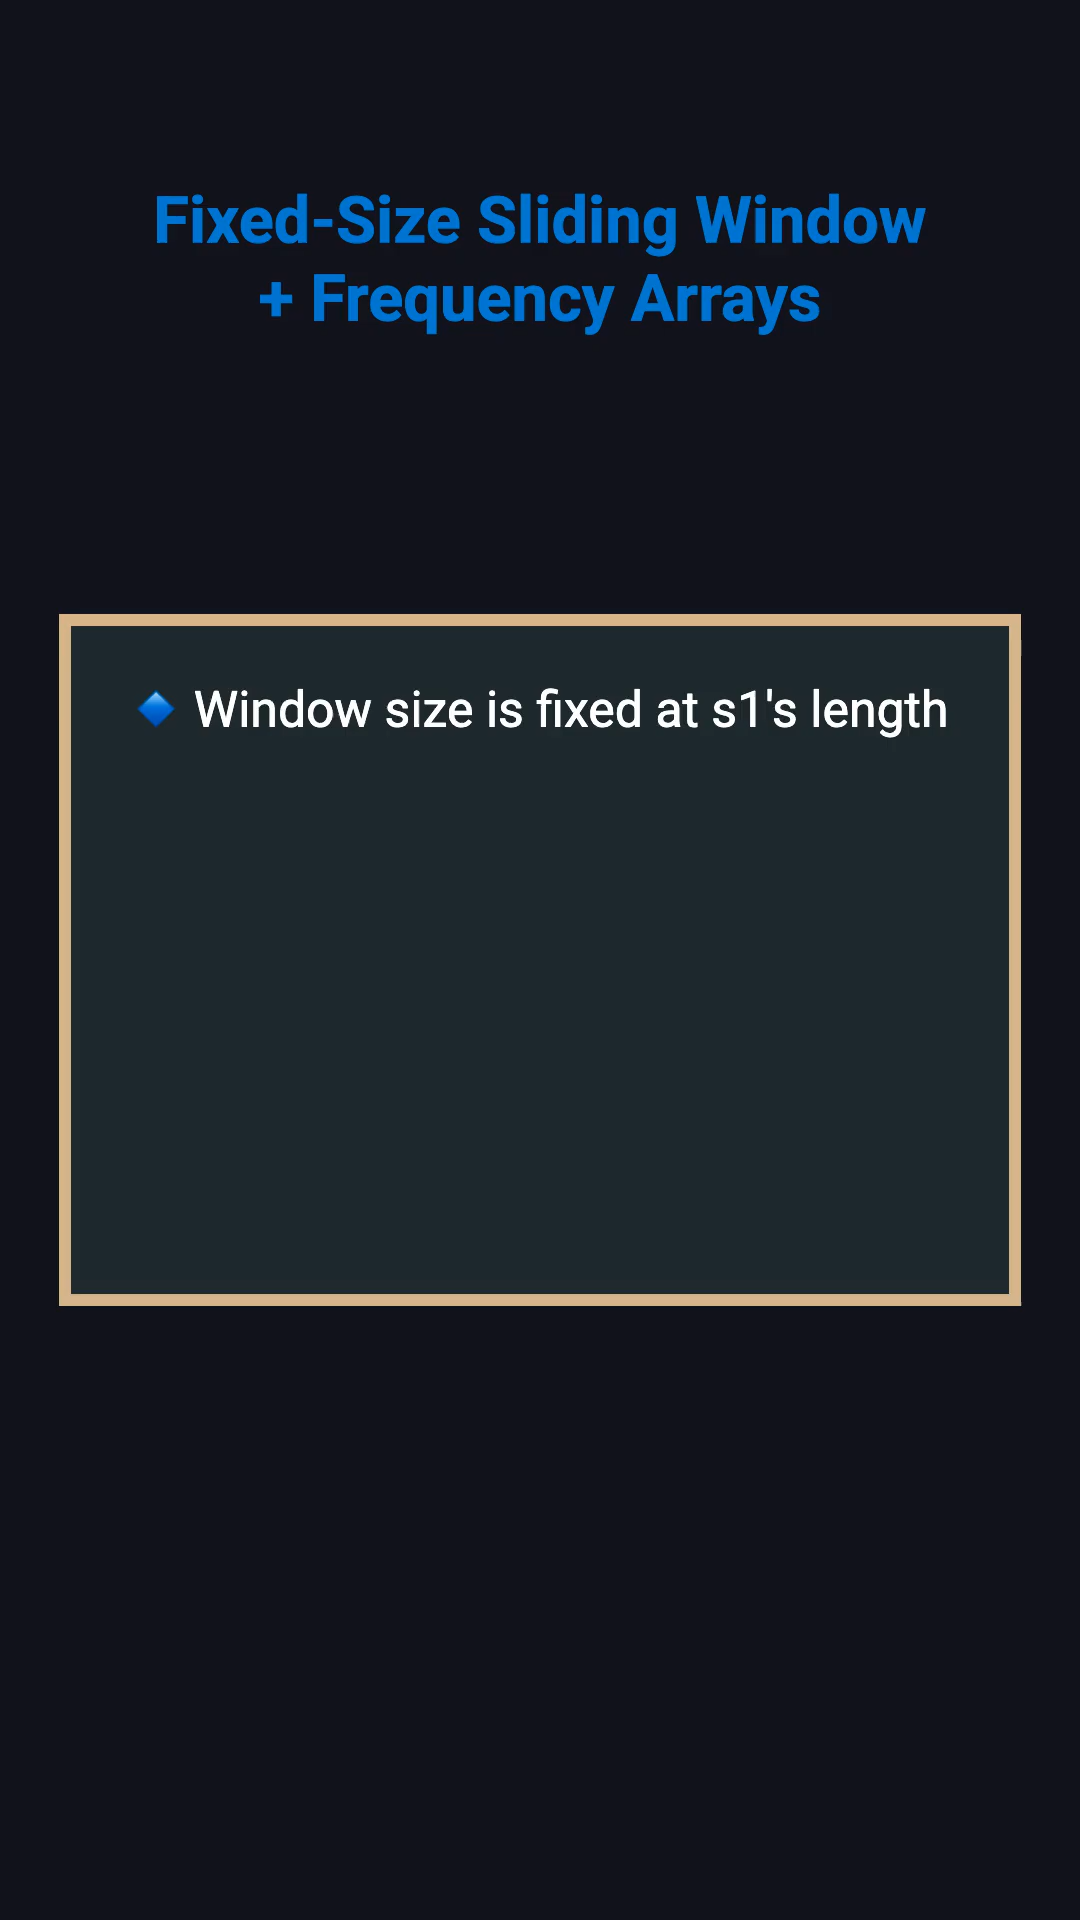 Fixed-Size Sliding Window
+ Frequency Arrays
🔹 Window size is fixed at s1's length